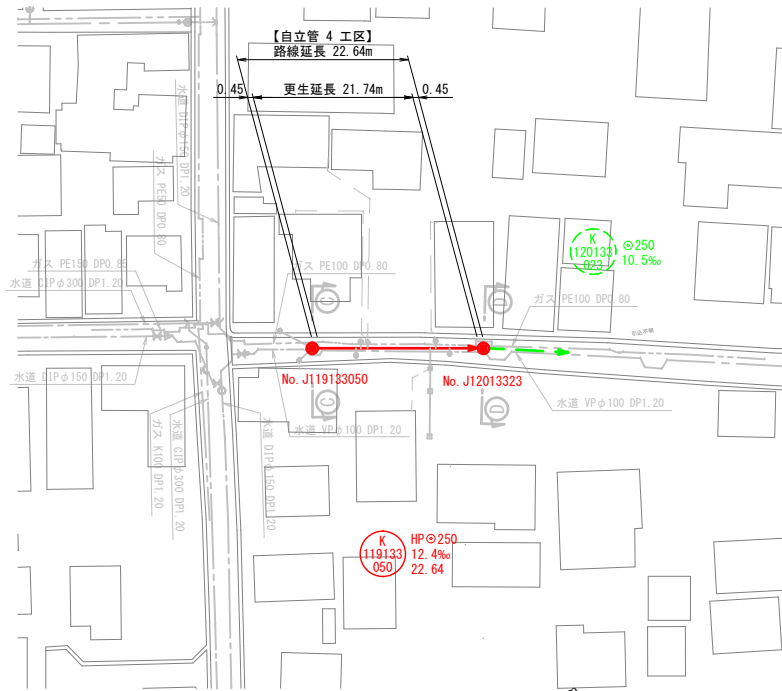 【自立管 4 工区】
路線延長 22.64m
0.45
更生延長 21.74m
0.45
水道 DIPφ150 DP1.20
ガス PE50 DP0.80
ガス PE150 DP0.85
水道 CIPφ300 DP1.20
水道 DIPφ150 DP1.20
ガス PE100 DP0.80
K
120133
023
⊙250
10.5‰
ガス PE100 DP0.80
C
D
No. J119133050
No. J12013323
C
D
水道 VPφ100 DP1.20
水道 VPφ100 DP1.20
ガス K100 DP1.20
水道 CIPφ300 DP1.20
水道 DIPφ150 DP1.20
K
119133
050
HP⊙250
12.4‰
22.64